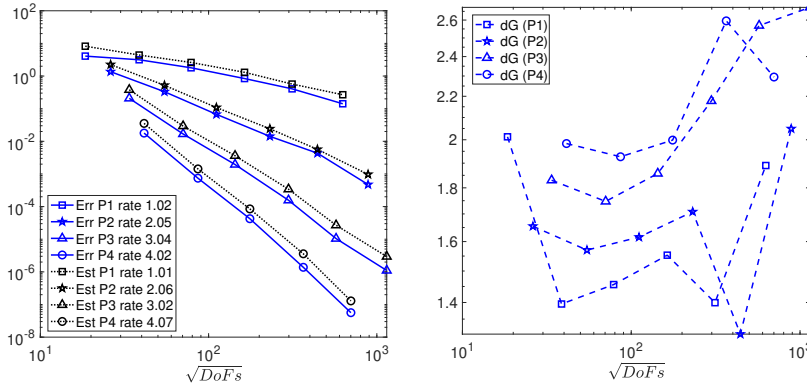 10^2
10^0
10^-2
10^-4
10^-6
10^-8
Err P1 rate 1.02
Err P2 rate 2.05
Err P3 rate 3.04
Err P4 rate 4.02
Est P1 rate 1.01
Est P2 rate 2.06
Est P3 rate 3.02
Est P4 rate 4.07
10^1
10^2
10^3
√DoFs
2.6
2.4
2.2
2
1.8
1.6
1.4
dG (P1)
dG (P2)
dG (P3)
dG (P4)
10^1
10^2
√DoFs